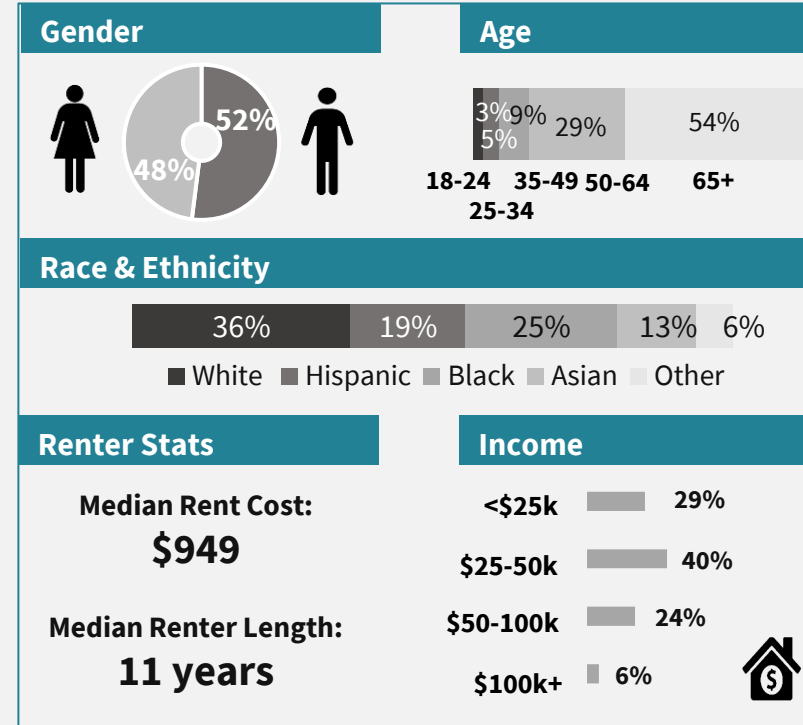 Gender
52%
48%
Age
3%
5%
9%
29%
54%
18-24
25-34
35-49
50-64
65+
Race & Ethnicity
36% 19% 25% 13% 6%
White Hispanic Black Asian Other
Renter Stats
Median Rent Cost:
$949
Median Renter Length:
11 years
Income
<$25k 29%
$25-50k 40%
$50-100k 24%
$100k+ 6%
$